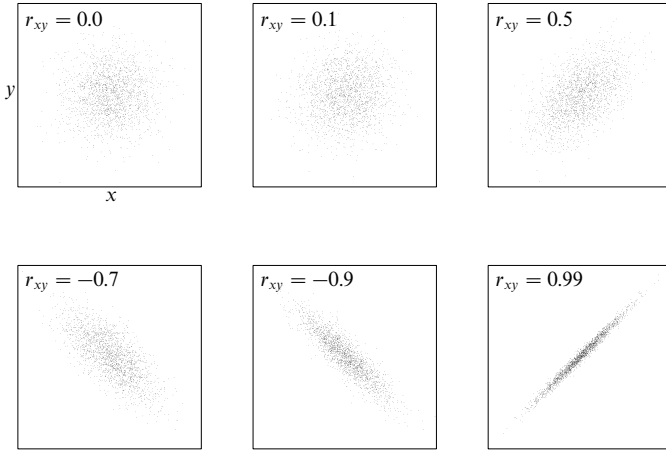 r_xy = 0.0
r_xy = 0.1
r_xy = 0.5
y
x
r_xy = −0.7
r_xy = −0.9
r_xy = 0.99